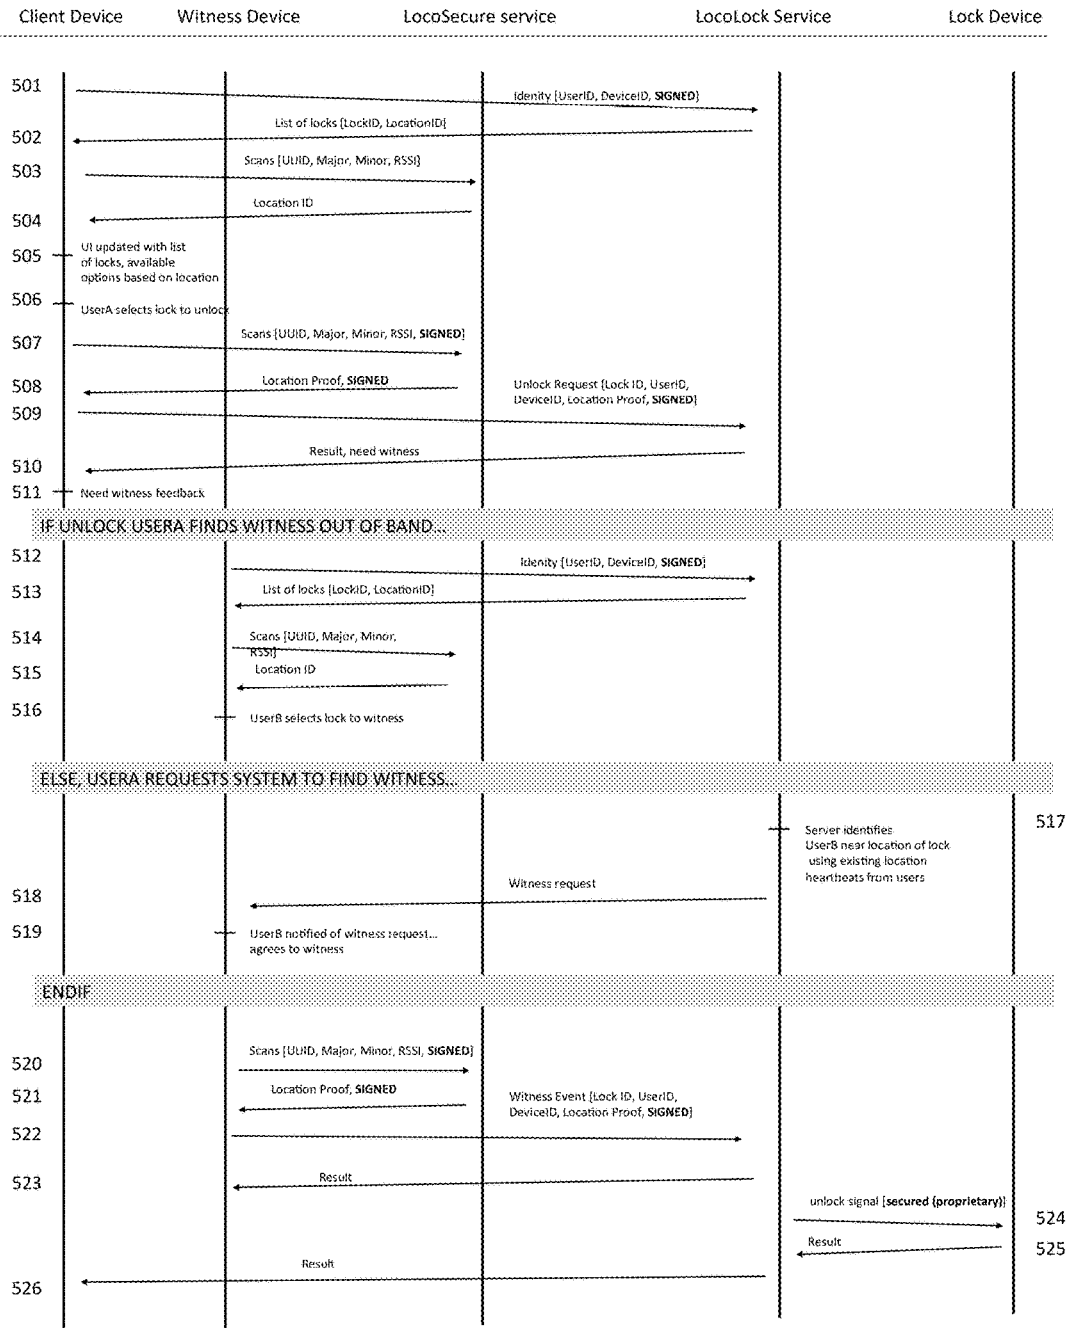 Client Device Witness Device LocoSecure service LocoLock Service Lock Device
501
Idenity [UserID, DeviceID, SIGNED]
List of locks [LockID, LocationID]
502
Scans [UUID, Major, Minor, RSSI]
503
Location ID
504
UI updated with list
505
of locks, available
options based on location
506
UserA selects lock to unlock
Scans [UUID, Major, Minor, RSSI, SIGNED]
507
Location Proof, SIGNED
508
Unlock Request [Lock ID, UserID,
DeviceID, Location Proof, SIGNED]
509
Result, need witness
510
511
Need witness feedback
IF UNLOCK USERA FINDS WITNESS OUT OF BAND...
512
Idenity [UserID, DeviceID, SIGNED]
513
List of locks [LockID, LocationID]
514
Scans [UUID, Major, Minor,
RSSI]
515
Location ID
516
UserB selects lock to witness
ELSE, USERA REQUESTS SYSTEM TO FIND WITNESS...
517
Server identifies
UserB near location of lock
using existing location
heartbeats from users
Witness request
518
519
UserB notified of witness request...
agrees to witness
ENDIF
Scans [UUID, Major, Minor, RSSI, SIGNED]
520
Location Proof, SIGNED
521
Witness Event [Lock ID, UserID,
DeviceID, Location Proof, SIGNED]
522
Result
523
unlock signal [secured (proprietary)]
524
Result
525
Result
526